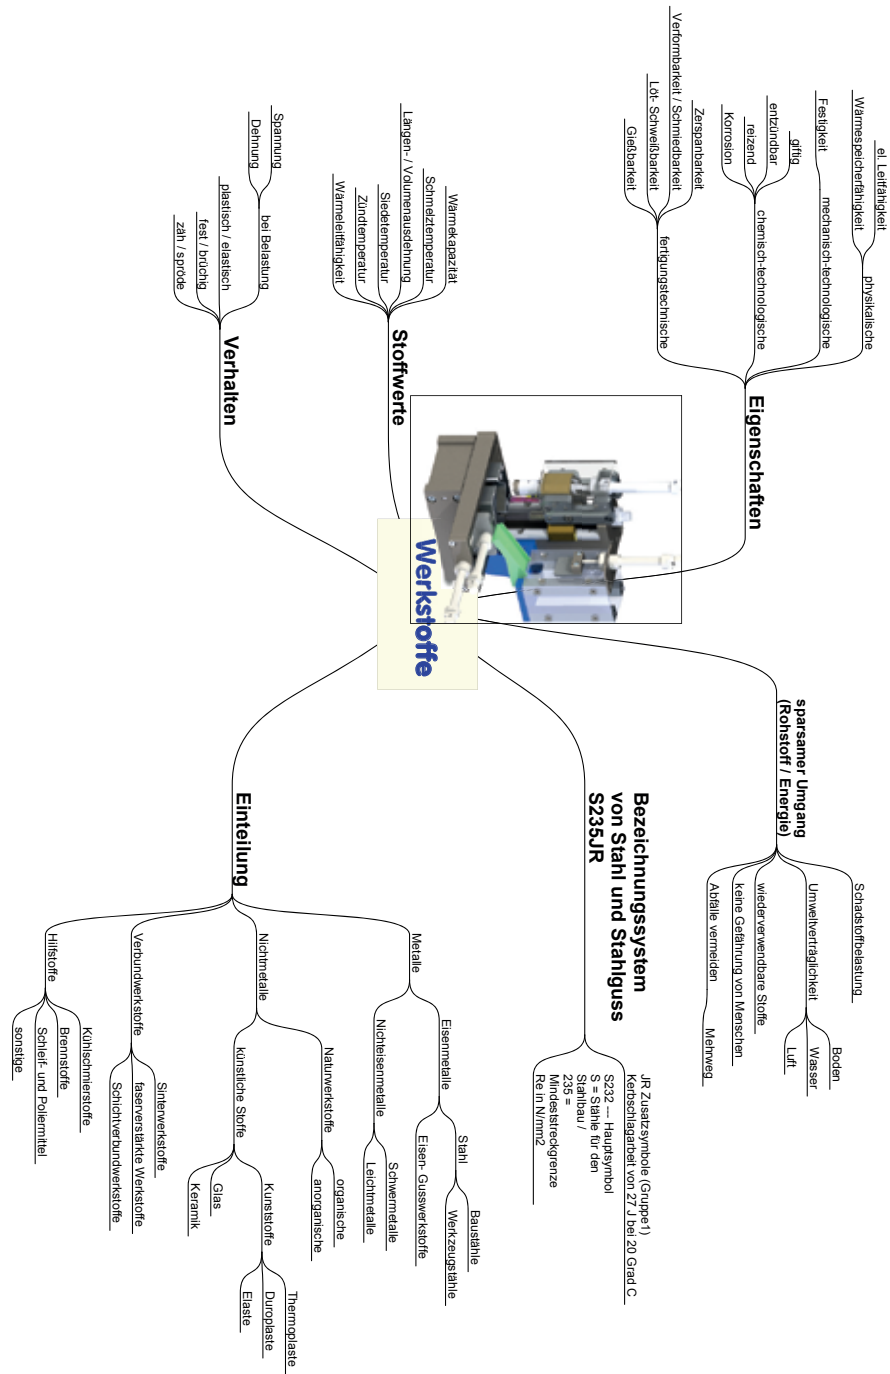 Werkstoffe
sparsamer Umgang
(Rohstoff / Energie)
Schadstoffbelastung
Umweltverträglichkeit
Boden
Wasser
Luft
wiederverwendbare Stoffe
keine Gefährung von Menschen
Abfälle vermeiden
Mehrweg
Bezeichnungssystem
von Stahl und Stahlguss
S235JR
JR Zusatzsymbole (Gruppe1)
Kerbschlagarbeit von 27 J bei 20 Grad C
S232 --- Hauptsymbol
S = Stähle für den
Stahlbau /
235 =
Mindeststreckgrenze
Re in N/mm2
Einteilung
Metalle
Eisenmetalle
Stahl
Baustähle
Werkzeugstähle
Eisen- Gusswerkstoffe
Nichteisenmetalle
Schwermetalle
Leichtmetalle
Nichtmetalle
Naturwerkstoffe
organische
anorganische
künstliche Stoffe
Kunststoffe
Thermoplaste
Duroplaste
Elaste
Glas
Keramik
Verbundwerkstoffe
Sinterwerkstoffe
faserverstärkte Werkstoffe
Schichtverbundwerkstoffe
Hilfstoffe
Kühlschmierstoffe
Brennstoffe
Schleif- und Poliermittel
sonstige
Eigenschaften
physikalische
el. Leitfähigkeit
Wärmespeicherfähigkeit
mechanisch-technologische
Festigkeit
chemisch-technologische
giftig
entzündbar
reizend
Korrosion
fertigungstechnische
Zerspanbarkeit
Verformbarkeit / Schmiedbarkeit
Löt- Schweißbarkeit
Gießbarkeit
Stoffwerte
Wärmekapazität
Schmelztemperatur
Längen- / Volumenausdehnung
Siedetemperatur
Zündtemperatur
Wärmeleitfähigkeit
Verhalten
bei Belastung
Spannung
Dehnung
plastisch / elastisch
fest / brüchig
zäh / spröde